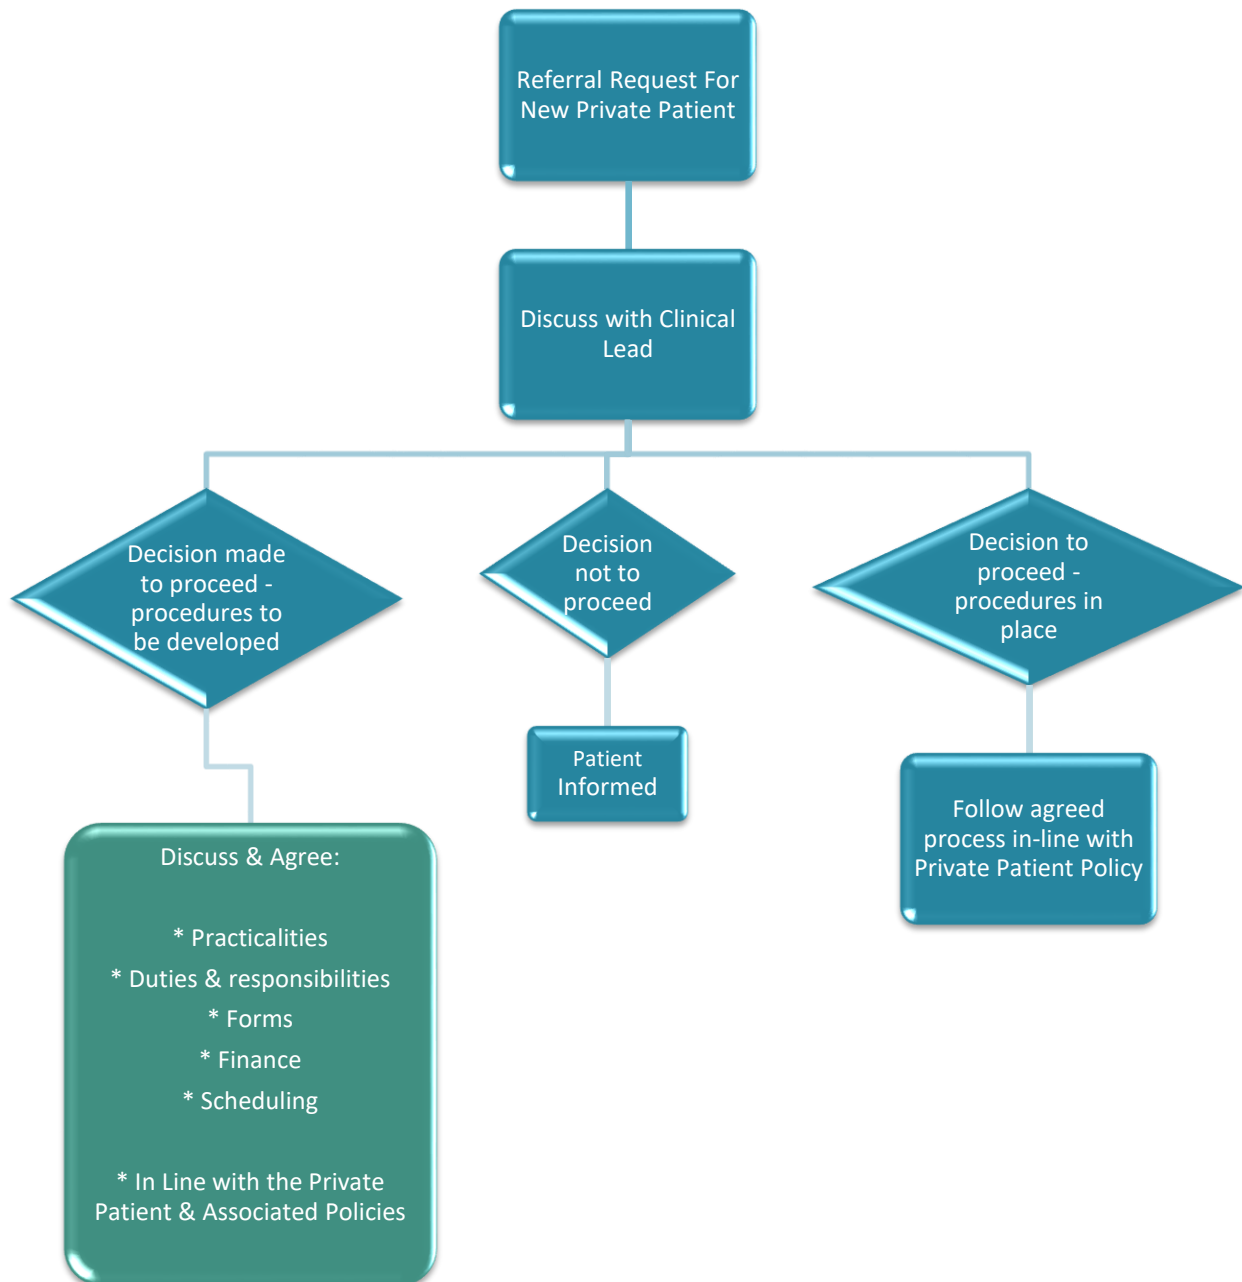 Referral Request For
New Private Patient
Discuss with Clinical
Lead
Decision made
to proceed -
procedures to
be developed
Decision
not to
proceed
Decision to
proceed -
procedures in
place
Patient
Informed
Follow agreed
process in-line with
Private Patient Policy
Discuss & Agree:
* Practicalities
* Duties & responsibilities
* Forms
* Finance
* Scheduling
* In Line with the Private
Patient & Associated Policies